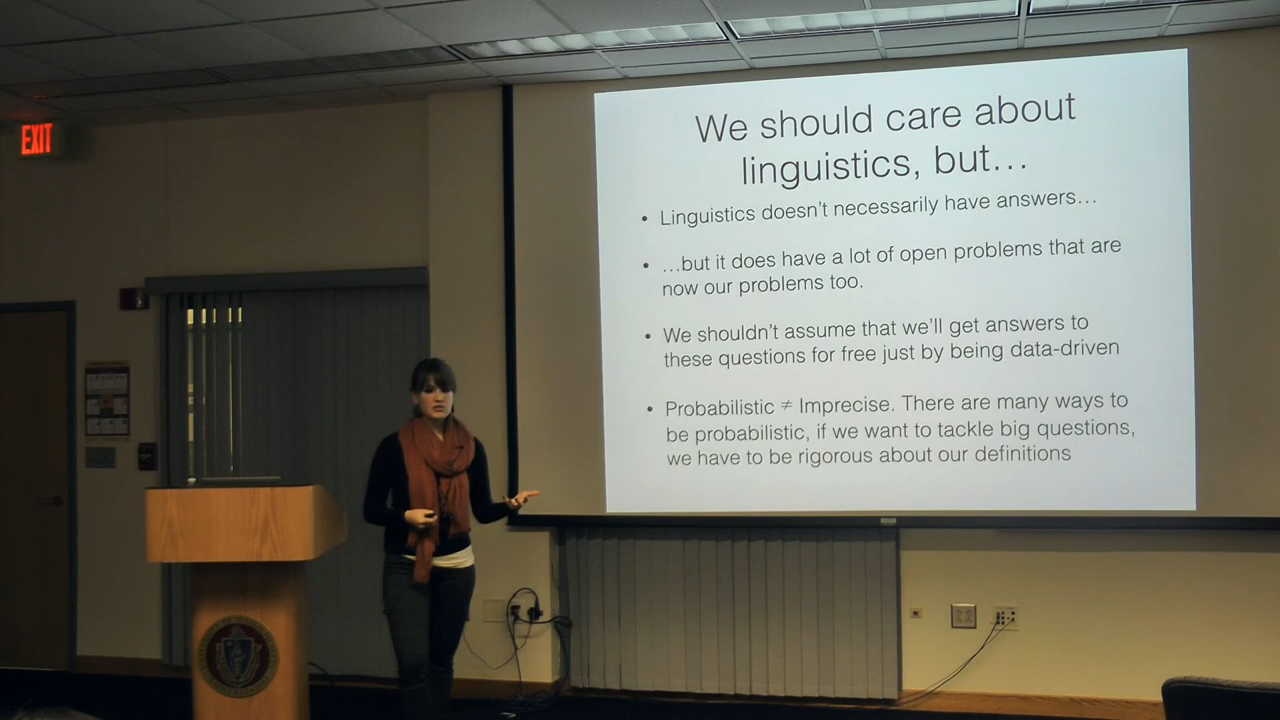 EXIT
We should care about
linguistics, but…
• Linguistics doesn't necessarily have answers…
• …but it does have a lot of open problems that are
now our problems too.
• We shouldn't assume that we'll get answers to
these questions for free just by being data-driven
• Probabilistic ≠ Imprecise. There are many ways to
be probabilistic, if we want to tackle big questions,
we have to be rigorous about our definitions